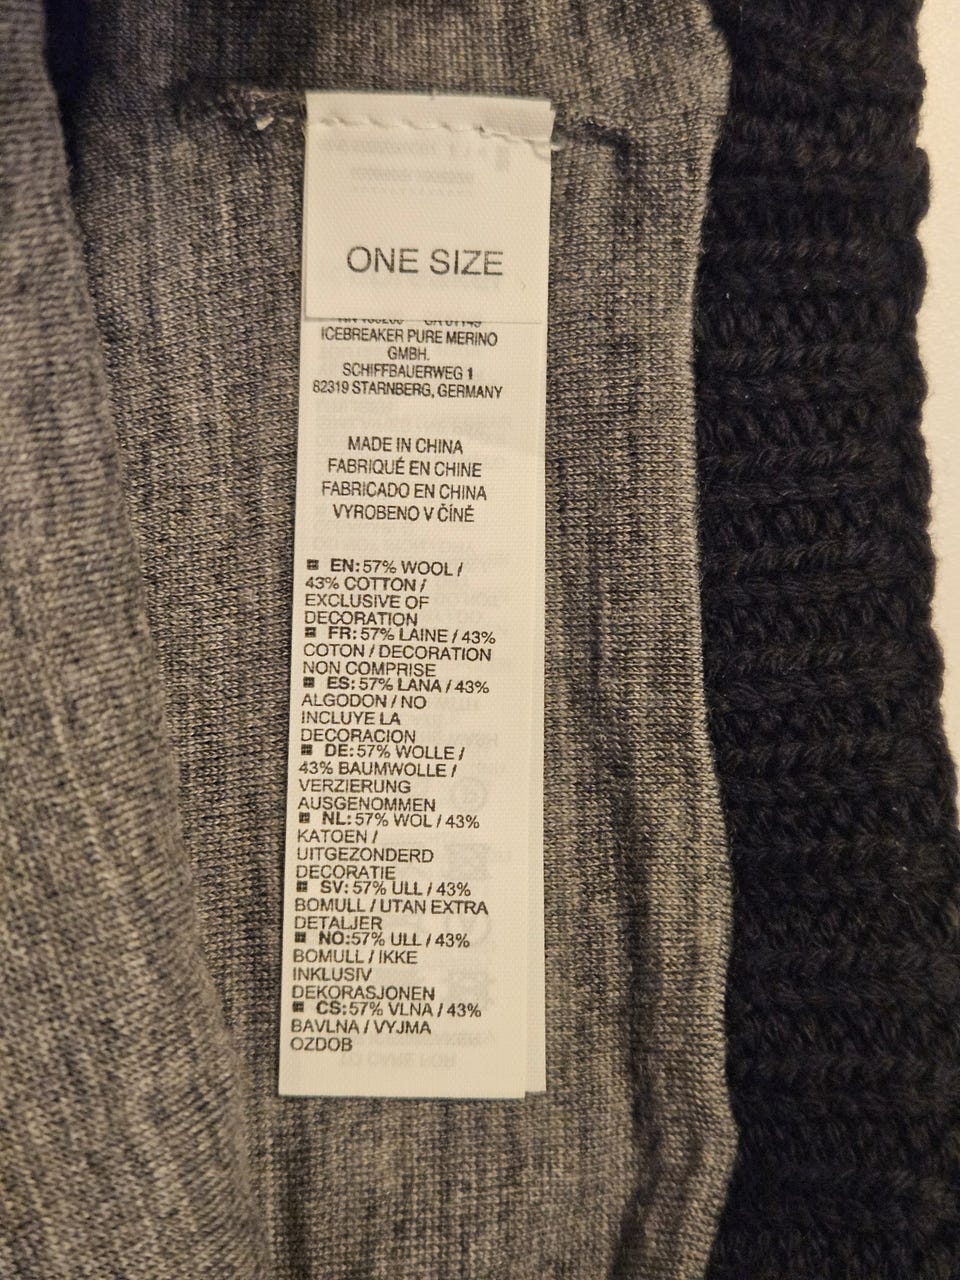 ONE SIZE
ICEBREAKER PURE MERINO
GMBH.
SCHIFFBAUERWEG 1
82319 STARNBERG, GERMANY
MADE IN CHINA
FABRIQUÉ EN CHINE
FABRICADO EN CHINA
VYROBENO V ČÍNĚ
EN: 57% WOOL /
43% COTTON /
EXCLUSIVE OF
DECORATION
FR: 57% LAINE / 43%
COTON / DECORATION
NON COMPRISE
ES: 57% LANA / 43%
ALGODON / NO
INCLUYE LA
DECORACION
DE: 57% WOLLE /
43% BAUMWOLLE /
VERZIERUNG
AUSGENOMMEN
NL: 57% WOL / 43%
KATOEN /
UITGEZONDERD
DECORATIE
SV: 57% ULL / 43%
BOMULL / UTAN EXTRA
DETALJER
NO:57% ULL / 43%
BOMULL / IKKE
INKLUSIV
DEKORASJONEN
CS: 57% VLNA / 43%
BAVLNA / VYJMA
OZDOB